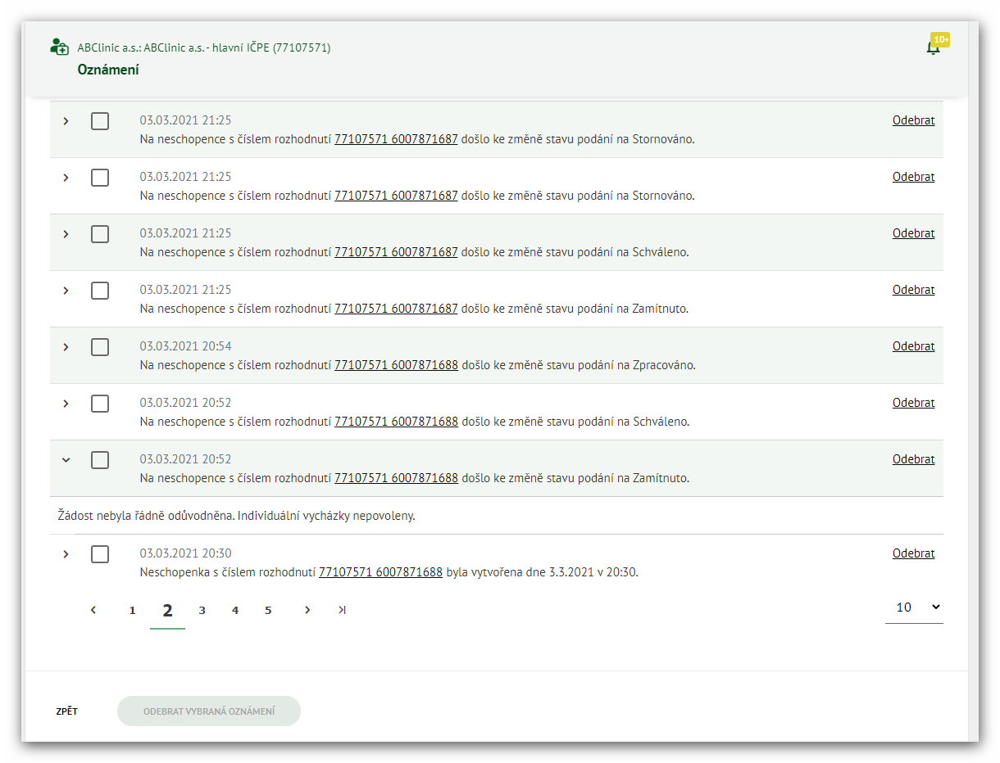 ABClinic a.s.: ABClinic a.s. - hlavní IČPE (77107571)
10+
Oznámení
03.03.2021 21:25
Odebrat
Na neschopence s číslem rozhodnutí 77107571 6007871687 došlo ke změně stavu podání na Stornováno.
03.03.2021 21:25
Odebrat
Na neschopence s číslem rozhodnutí 77107571 6007871687 došlo ke změně stavu podání na Stornováno.
03.03.2021 21:25
Odebrat
Na neschopence s číslem rozhodnutí 77107571 6007871687 došlo ke změně stavu podání na Schváleno.
03.03.2021 21:25
Odebrat
Na neschopence s číslem rozhodnutí 77107571 6007871687 došlo ke změně stavu podání na Zamítnuto.
03.03.2021 20:54
Odebrat
Na neschopence s číslem rozhodnutí 77107571 6007871688 došlo ke změně stavu podání na Zpracováno.
03.03.2021 20:52
Odebrat
Na neschopence s číslem rozhodnutí 77107571 6007871688 došlo ke změně stavu podání na Schváleno.
03.03.2021 20:52
Odebrat
Na neschopence s číslem rozhodnutí 77107571 6007871688 došlo ke změně stavu podání na Zamítnuto.
Žádost nebyla řádně odůvodněna. Individuální vycházky nepovoleny.
03.03.2021 20:30
Odebrat
Neschopenka s číslem rozhodnutí 77107571 6007871688 byla vytvořena dne 3.3.2021 v 20:30.
1 2 3 4 5
10
ZPĚT
ODEBRAT VYBRANÁ OZNÁMENÍ